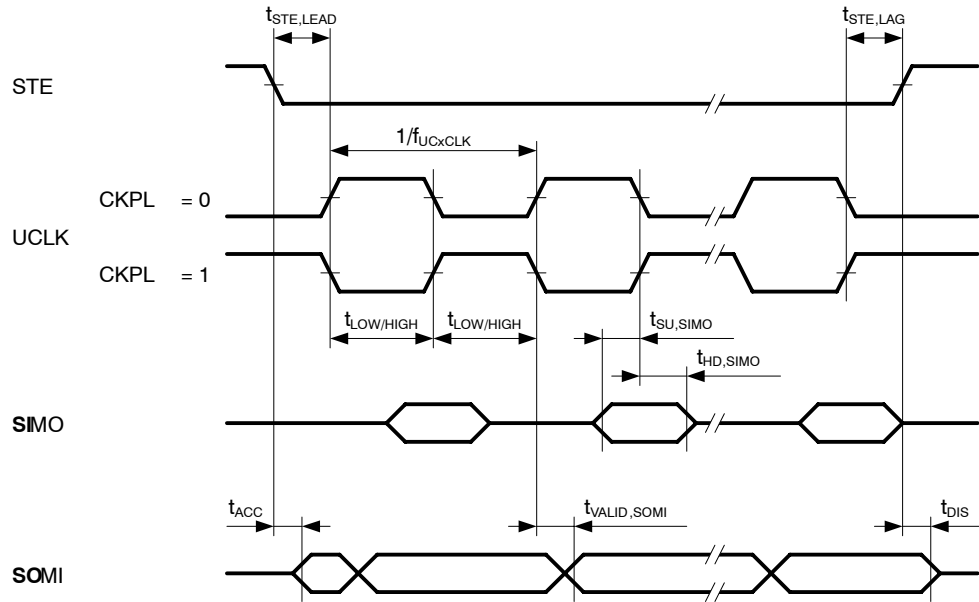 tSTE,LEAD
tSTE,LAG
STE
1/fUCxCLK
CKPL = 0
UCLK
CKPL = 1
tLOW/HIGH tLOW/HIGH
tSU,SIMO
tHD,SIMO
SIMO
tACC
tVALID,SOMI
tDIS
SOMI